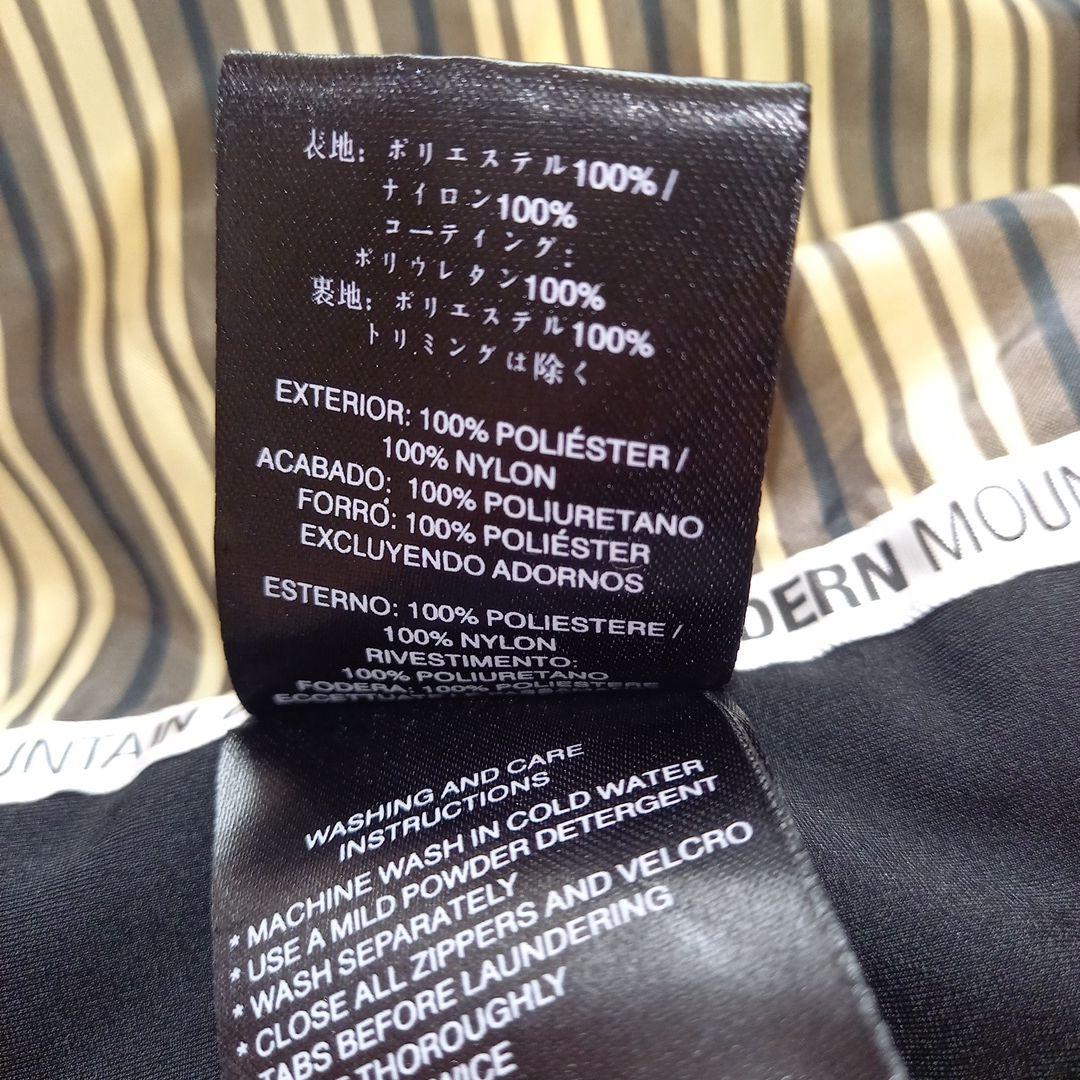 表地: ポリエステル100% /
ナイロン100%
コーティング:
ポリウレタン100%
裏地: ポリエステル100%
トリミングは除く
EXTERIOR: 100% POLIÉSTER /
100% NYLON
ACABADO: 100% POLIURETANO
FORRO: 100% POLIÉSTER
EXCLUYENDO ADORNOS
ESTERNO: 100% POLIESTERE /
100% NYLON
RIVESTIMENTO:
100% POLIURETANO
FODERA: 100% POLIESTERE
DERN MOUN
UNTAIN
WASHING AND CARE
INSTRUCTIONS
* MACHINE WASH IN COLD WATER
* USE A MILD POWDER DETERGENT
* WASH SEPARATELY
* CLOSE ALL ZIPPERS AND VELCRO
TABS BEFORE LAUNDERING
THOROUGHLY